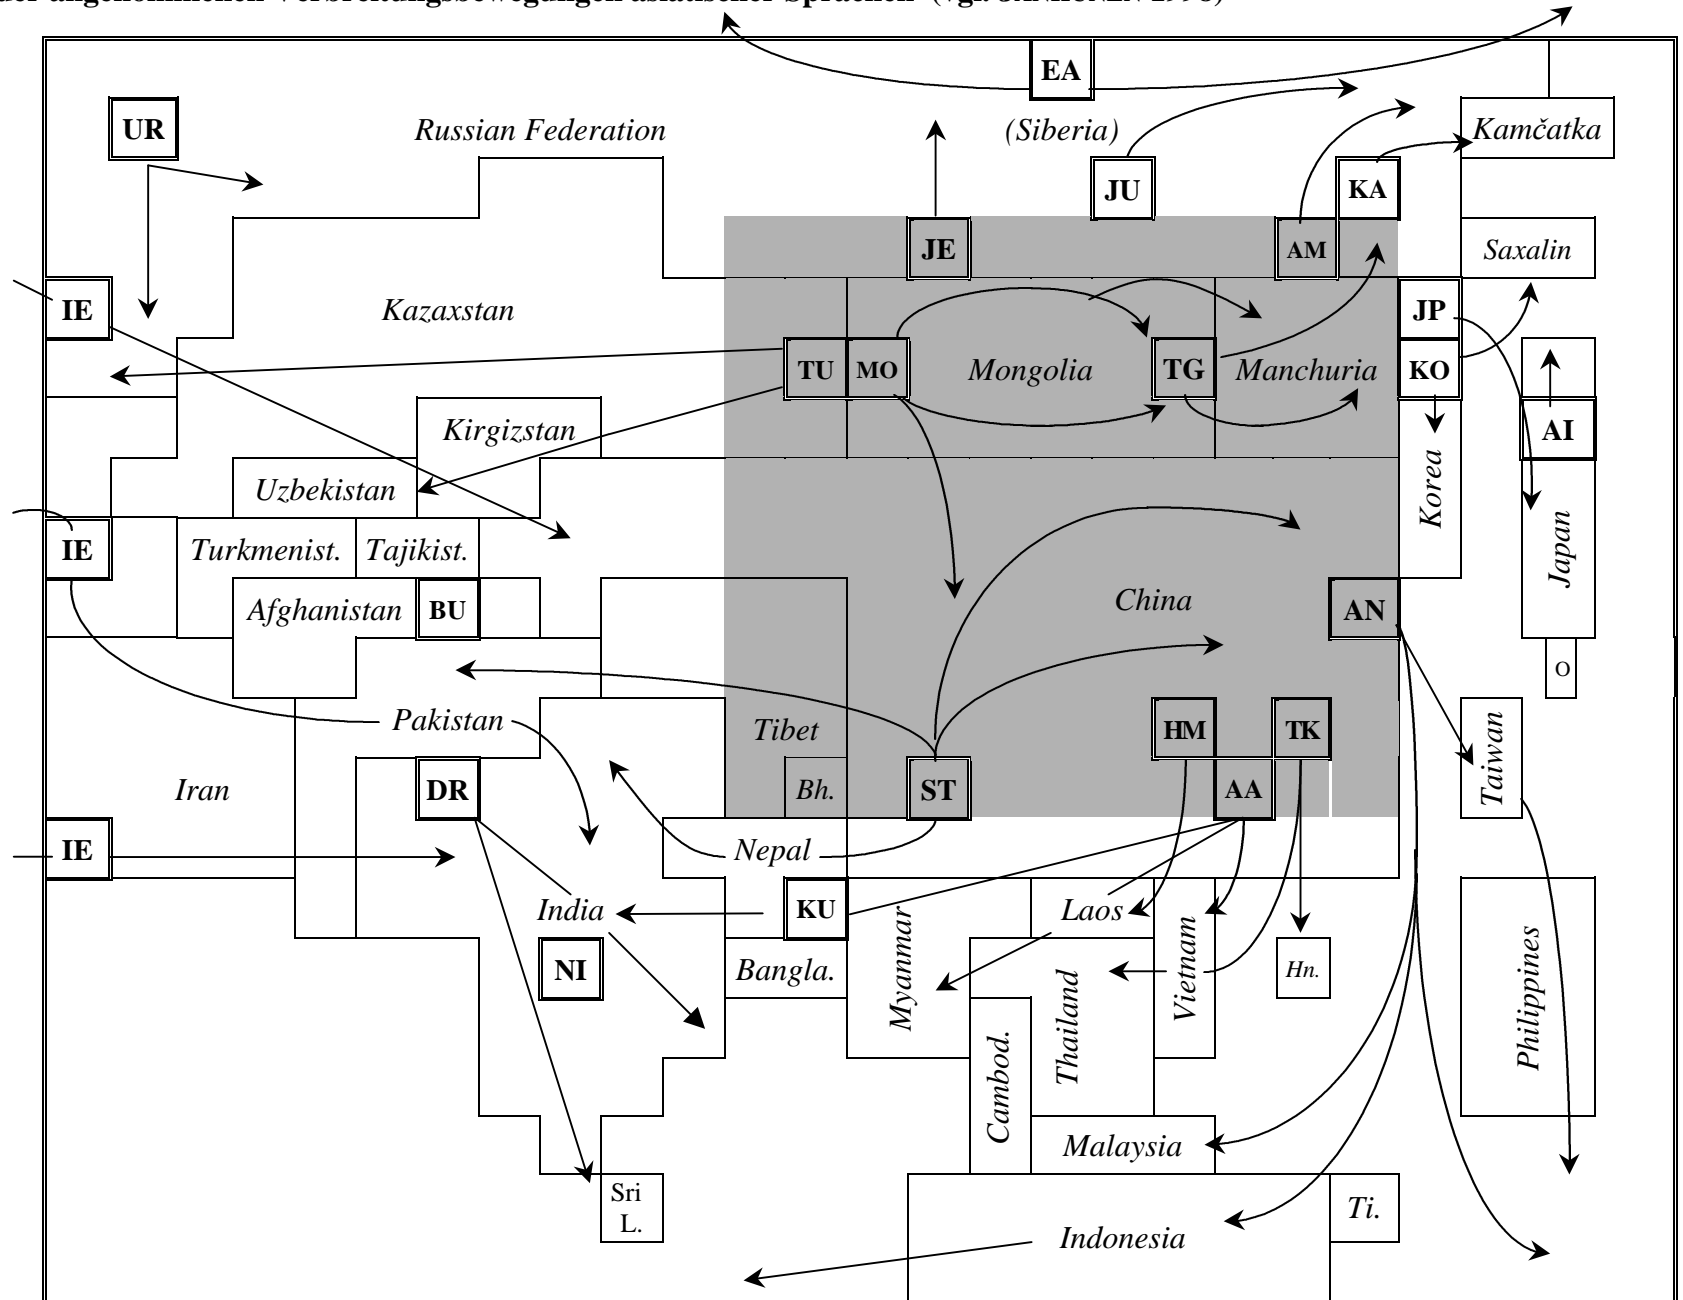 der angenommenen Verbreitungsbewegungen asiatischer Sprachen (vgl. JANHUNEN 1998)
EA
UR
Russian Federation
(Siberia)
Kamčatka
JU
KA
JE
AM
Saxalin
IE
Kazaxstan
JP
TU
MO
Mongolia
TG
Manchuria
KO
Kirgizstan
AI
Uzbekistan
Korea
IE
Turkmenist.
Tajikist.
Japan
Afghanistan
BU
China
AN
O
Pakistan
Tibet
HM
TK
Taiwan
Iran
DR
Bh.
ST
AA
IE
Nepal
India
KU
Myanmar
Laos
Vietnam
NI
Bangla.
Thailand
Hn.
Philippines
Cambod.
Malaysia
Sri
L.
Ti.
Indonesia